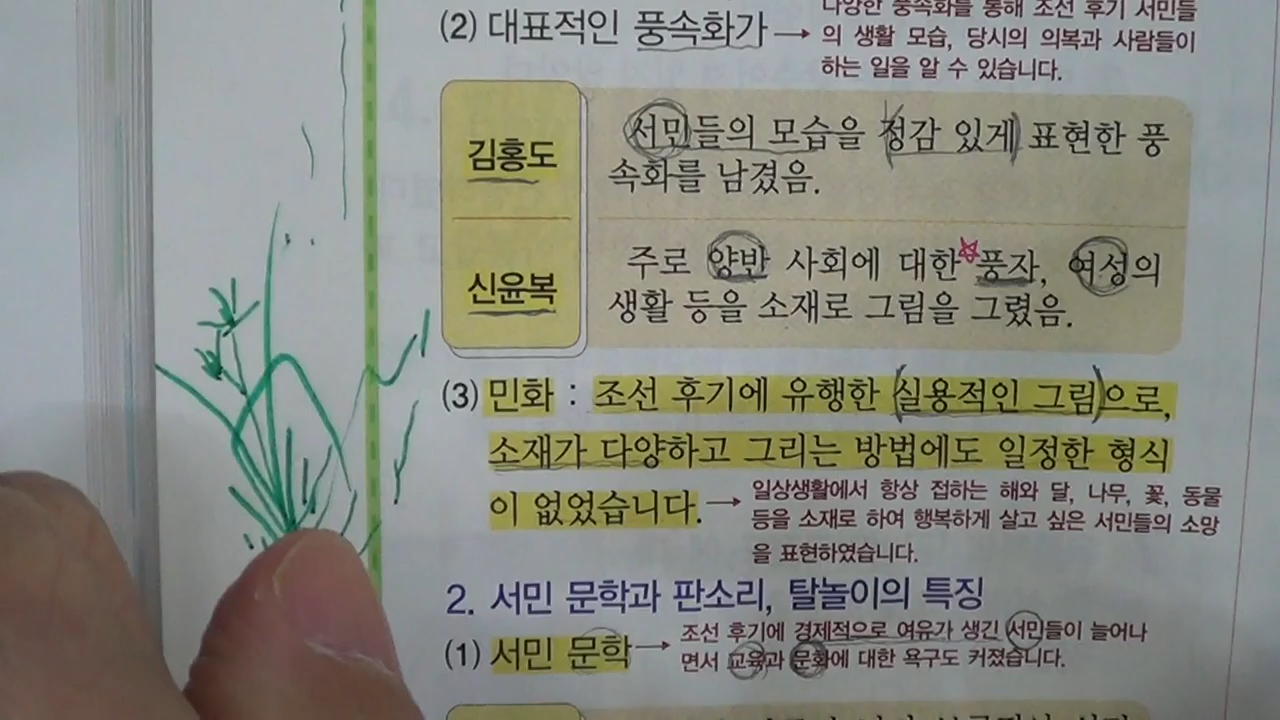 다양한 풍속화를 통해 조선 후기 서민들
(2) 대표적인 풍속화가 → 의 생활 모습, 당시의 의복과 사람들이
하는 일을 알 수 있습니다.
김홍도
서민들의 모습을 정감 있게 표현한 풍
속화를 남겼음.
신윤복
주로 양반 사회에 대한 풍자, 여성의
생활 등을 소재로 그림을 그렸음.
(3) 민화 : 조선 후기에 유행한 실용적인 그림으로,
소재가 다양하고 그리는 방법에도 일정한 형식
이 없었습니다. →
일상생활에서 항상 접하는 해와 달, 나무, 꽃, 동물
등을 소재로 하여 행복하게 살고 싶은 서민들의 소망
을 표현하였습니다.
2. 서민 문학과 판소리, 탈놀이의 특징
(1) 서민 문학 →
조선 후기에 경제적으로 여유가 생긴 서민들이 늘어나
면서 교육과 문화에 대한 욕구도 커졌습니다.